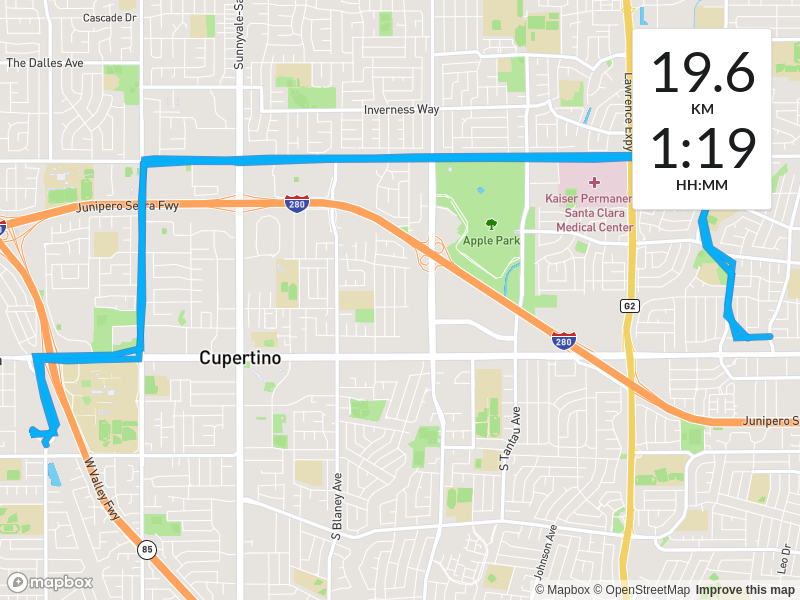 Cascade Dr
Sunnyvale-Sa
The Dalles Ave
Inverness Way
Lawrence Expy
19.6
KM
1:19
HH:MM
Kaiser Permanen
Santa Clara
Medical Center
Junipero Serra Fwy
280
Apple Park
G2
280
Cupertino
Junipero S
S Tantau Ave
W Valley Fwy
S Blaney Ave
85
Johnson Ave
Leo Dr
mapbox
© Mapbox © OpenStreetMap Improve this map